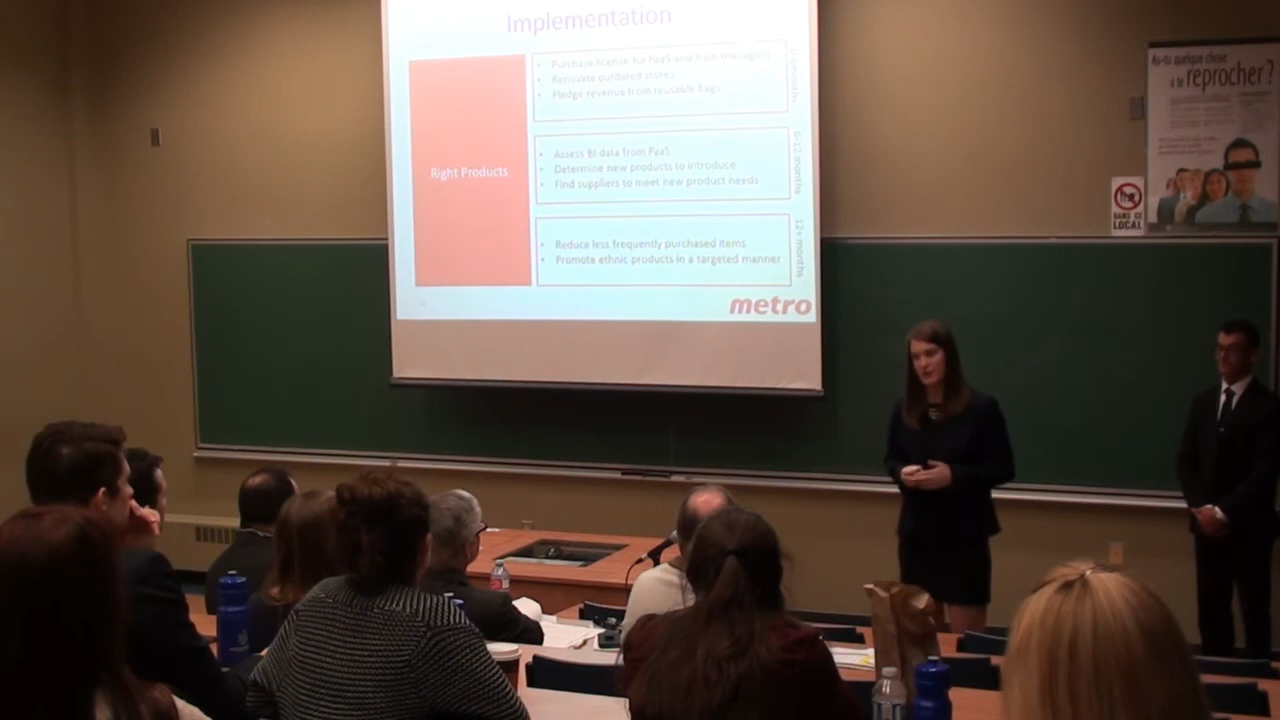 Implementation
Right Products
• Purchase license for PaaS and train managers
• Renovate outdated stores
• Pledge revenue from reusable bags
0-6months
• Assess BI data from PaaS
• Determine new products to introduce
• Find suppliers to meet new product needs
6-12 months
• Reduce less frequently purchased items
• Promote ethnic products in a targeted manner
12+ months
metro
As-tu quelque chose
à te reprocher?
DANS CE
LOCAL